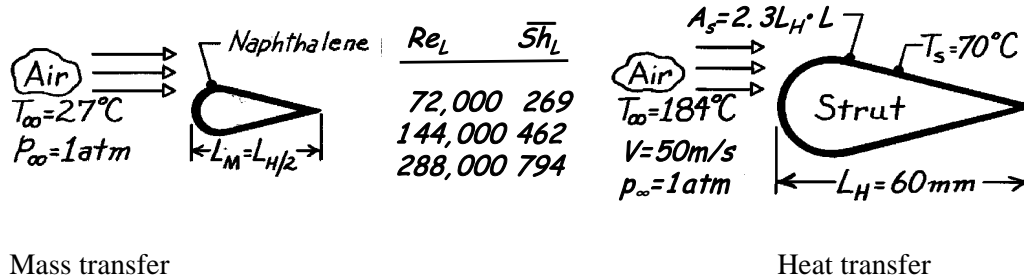 Air
T∞=27°C
p∞=1atm
Naphthalene
L_M=L_H/2
Re_L S̅h̅_L
72,000 269
144,000 462
288,000 794
A_s=2.3L_H·L
Air
T∞=184°C
V=50m/s
p∞=1atm
T_s=70°C
Strut
L_H=60mm
Mass transfer
Heat transfer